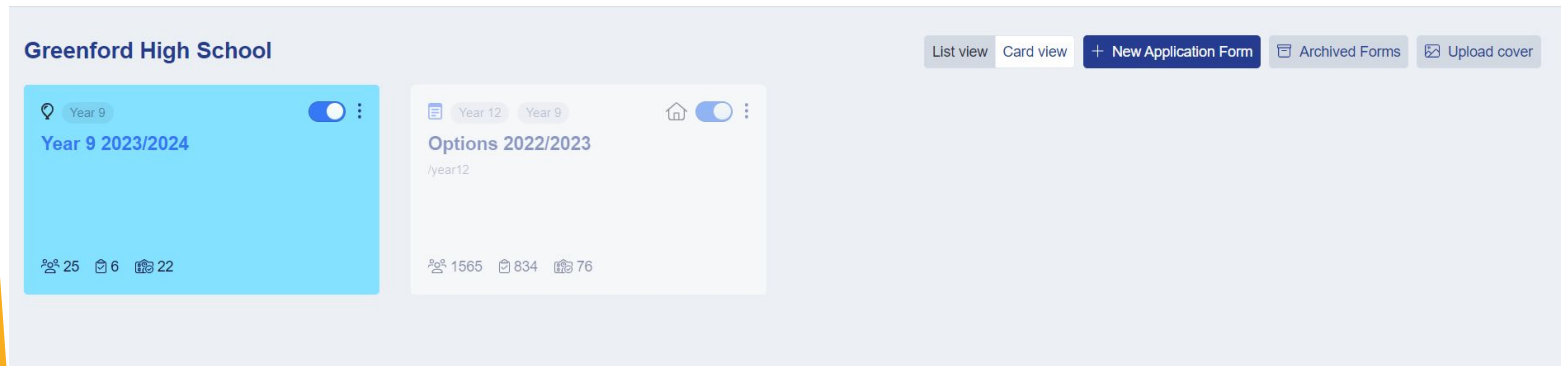 Greenford High School
List view Card view + New Application Form Archived Forms Upload cover
Year 9
Year 9 2023/2024
25 6 22
Year 12 Year 9
Options 2022/2023
/year12
1565 834 76